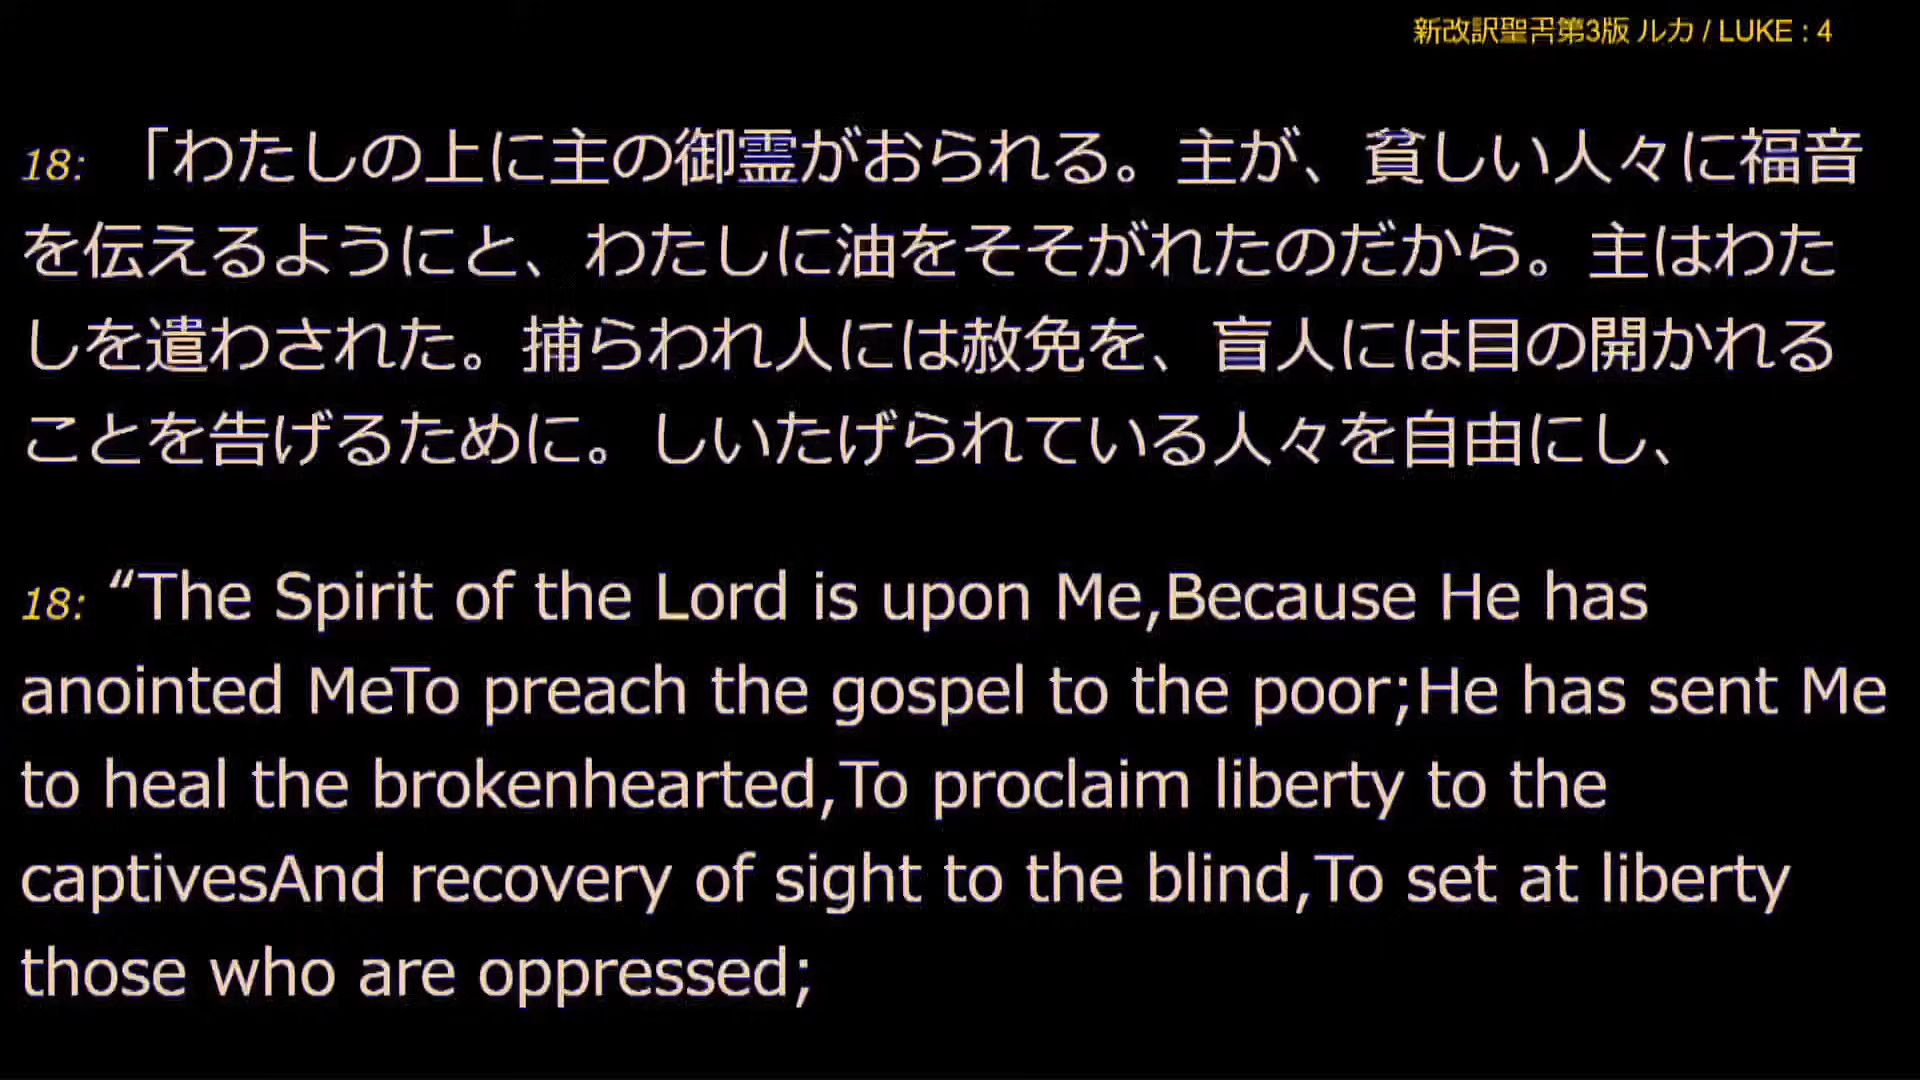 新改訳聖書第3版 ルカ / LUKE : 4
18: 「わたしの上に主の御霊がおられる。主が、貧しい人々に福音
を伝えるようにと、わたしに油をそそがれたのだから。主はわた
しを遣わされた。捕らわれ人には赦免を、盲人には目の開かれる
ことを告げるために。しいたげられている人々を自由にし、
18: “The Spirit of the Lord is upon Me,Because He has
anointed MeTo preach the gospel to the poor;He has sent Me
to heal the brokenhearted,To proclaim liberty to the
captivesAnd recovery of sight to the blind,To set at liberty
those who are oppressed;